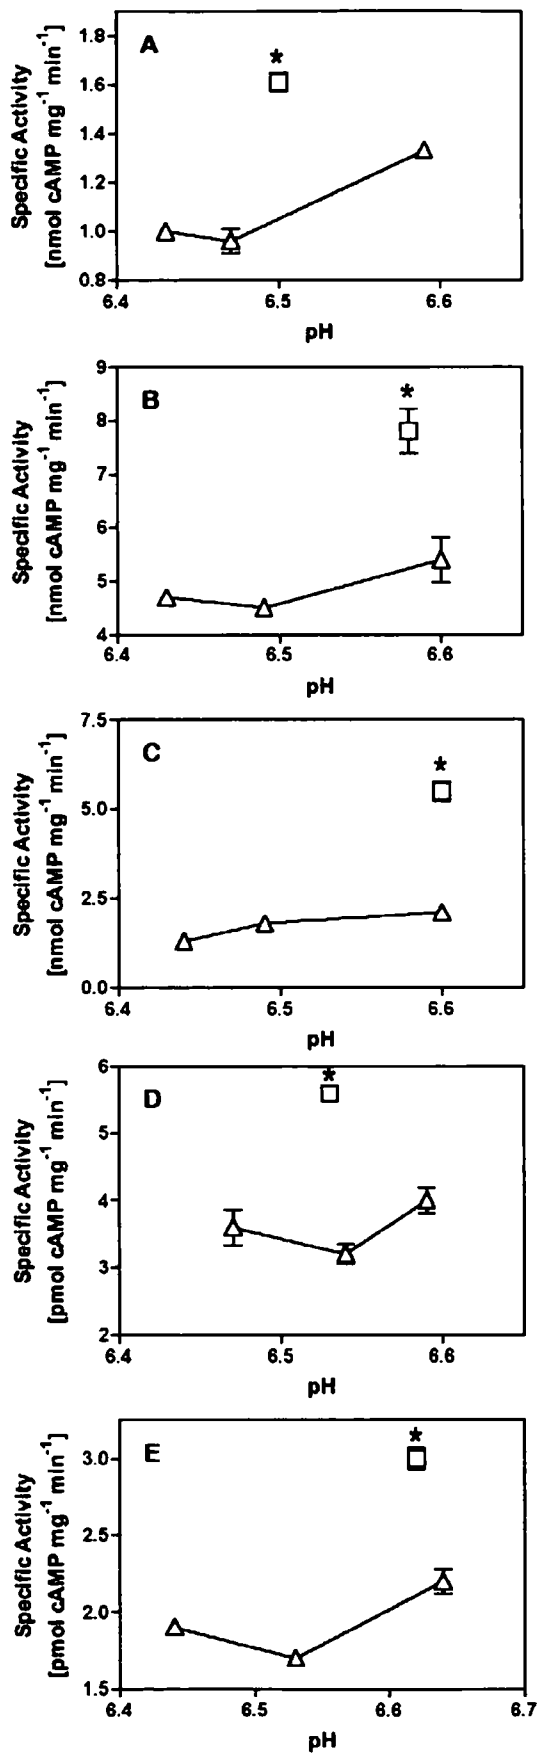 A
*
Specific Activity
[nmol cAMP mg-1 min-1]
1.8
1.6
1.4
1.2
1.0
0.8
6.4 6.5 6.6
pH
B
*
Specific Activity
[nmol cAMP mg-1 min-1]
9
8
7
6
5
4
6.4 6.5 6.6
pH
C
*
Specific Activity
[nmol cAMP mg-1 min-1]
7.5
5.0
2.5
0.0
6.4 6.5 6.6
pH
D
*
Specific Activity
[pmol cAMP mg-1 min-1]
6
5
4
3
2
6.4 6.5 6.6
pH
E
*
Specific Activity
[pmol cAMP mg-1 min-1]
3.0
2.5
2.0
1.5
6.4 6.5 6.6 6.7
pH